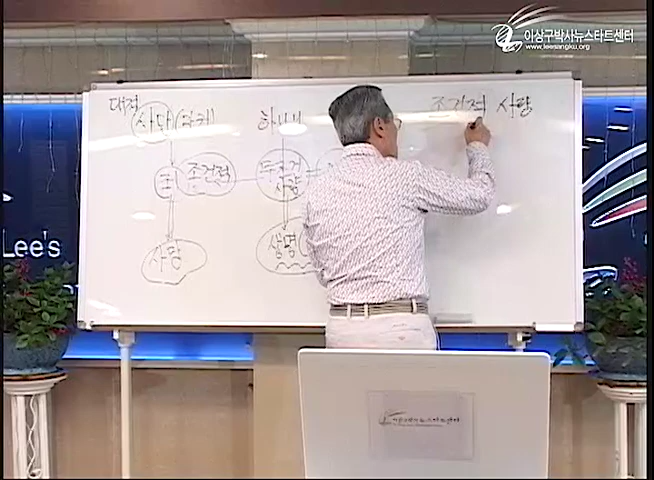 이상구박사뉴스타트센터
www.leesangku.org
대적 조건적 사랑
사단
하나님
죄 조건적
무조건
사랑
사망 생명
Lee's